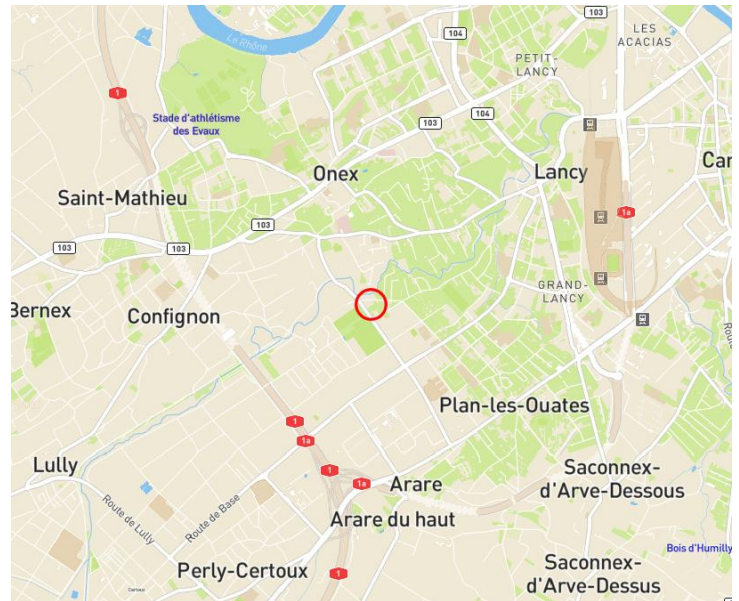 103
LES
ACACIAS
104
Le Rhône
PETIT-
LANCY
1
104
Stade d'athlétisme
des Evaux
103
103
Onex
Lancy
Car
Saint-Mathieu
1a
103
103
103
GRAND-
LANCY
Bernex
Confignon
Route
Plan-les-Ouates
1
1a
Lully
1
1a
Arare
Saconnex-
d'Arve-Dessous
Route de Base
Route de Lully
Arare du haut
Bois d'Humilly
Perly-Certoux
1
Saconnex-
d'Arve-Dessus
Certoux